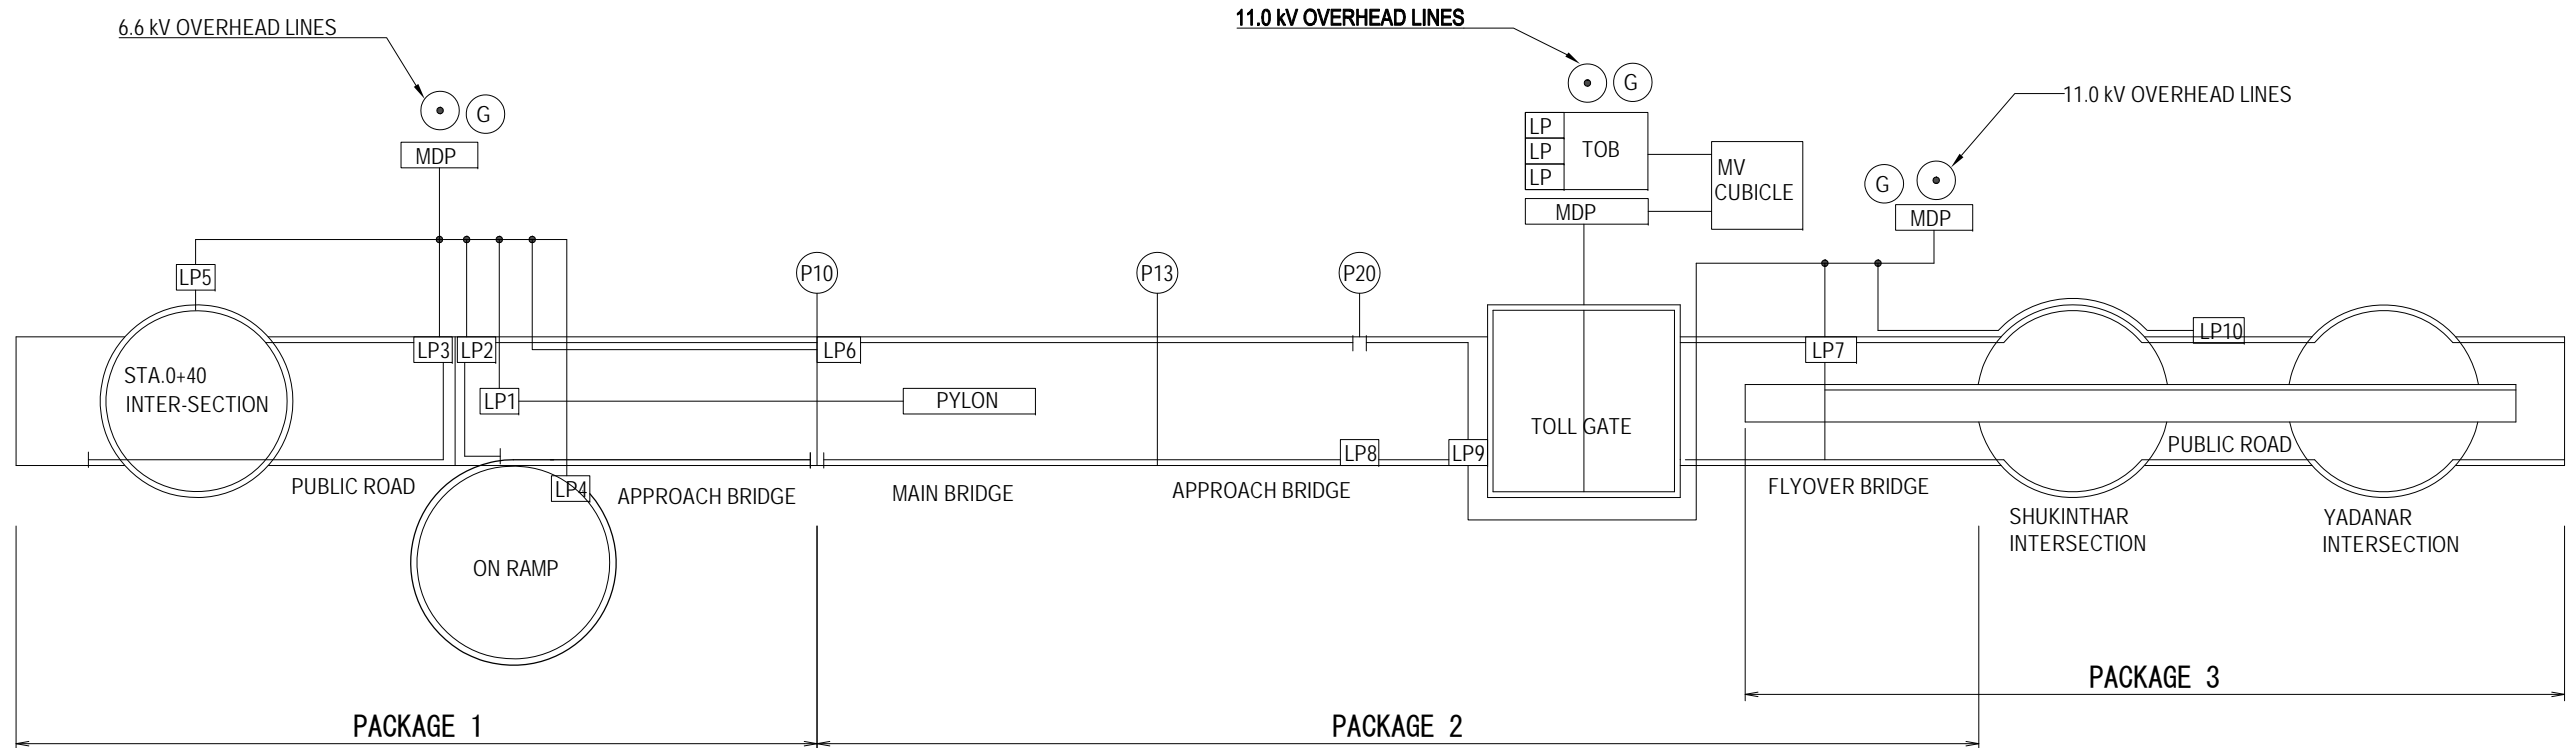 6.6 kV OVERHEAD LINES
11.0 kV OVERHEAD LINES
11.0 kV OVERHEAD LINES
G
MDP
G
LP
LP
LP
TOB
MV
CUBICLE
MDP
G
MDP
LP5
P10
P13
P20
LP3
LP2
LP6
LP7
LP10
STA.0+40
INTER-SECTION
LP1
PYLON
TOLL GATE
LP8
LP9
PUBLIC ROAD
LP4
APPROACH BRIDGE
MAIN BRIDGE
APPROACH BRIDGE
FLYOVER BRIDGE
PUBLIC ROAD
ON RAMP
SHUKINTHAR
INTERSECTION
YADANAR
INTERSECTION
PACKAGE 1
PACKAGE 2
PACKAGE 3